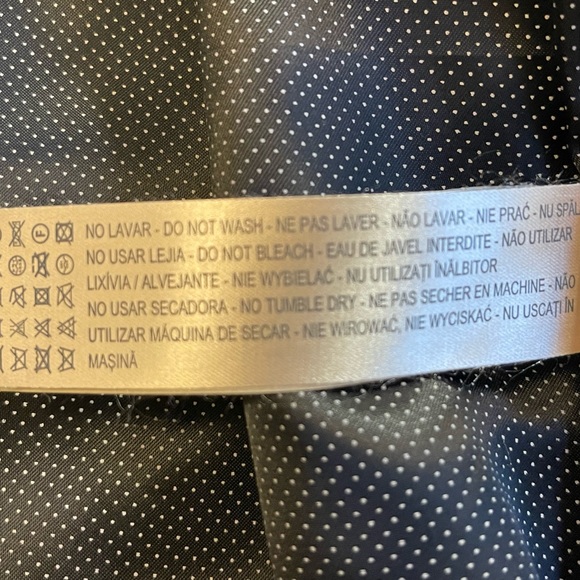 NO LAVAR - DO NOT WASH - NE PAS LAVER - NÃO LAVAR - NIE PRAĆ - NU SPĂL
NO USAR LEJIA - DO NOT BLEACH - EAU DE JAVEL INTERDITE - NÃO UTILIZAR
LIXÍVIA / ALVEJANTE - NIE WYBIELAĆ - NU UTILIZAȚI ÎNĂLBITOR
NO USAR SECADORA - NO TUMBLE DRY - NE PAS SECHER EN MACHINE - NÃO
UTILIZAR MÁQUINA DE SECAR - NIE WIROWAĆ, NIE WYCISKAĆ - NU USCAȚI ÎN
MAȘINĂ